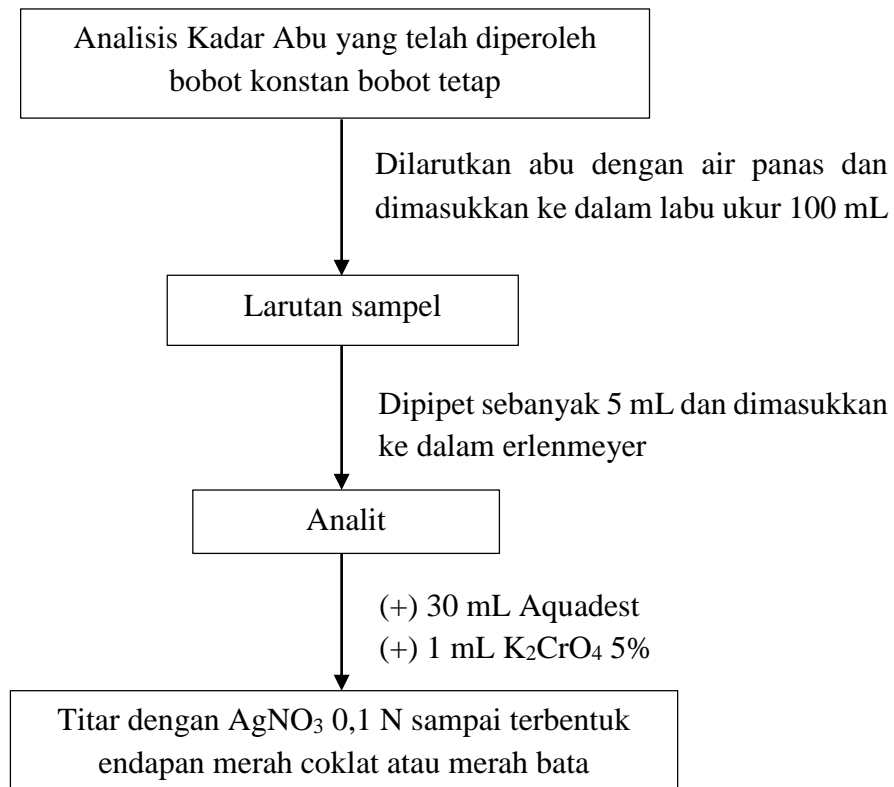 Analisis Kadar Abu yang telah diperoleh
bobot konstan bobot tetap
Dilarutkan abu dengan air panas dan
dimasukkan ke dalam labu ukur 100 mL
Larutan sampel
Dipipet sebanyak 5 mL dan dimasukkan
ke dalam erlenmeyer
Analit
(+) 30 mL Aquadest
(+) 1 mL K₂CrO₄ 5%
Titar dengan AgNO₃ 0,1 N sampai terbentuk
endapan merah coklat atau merah bata